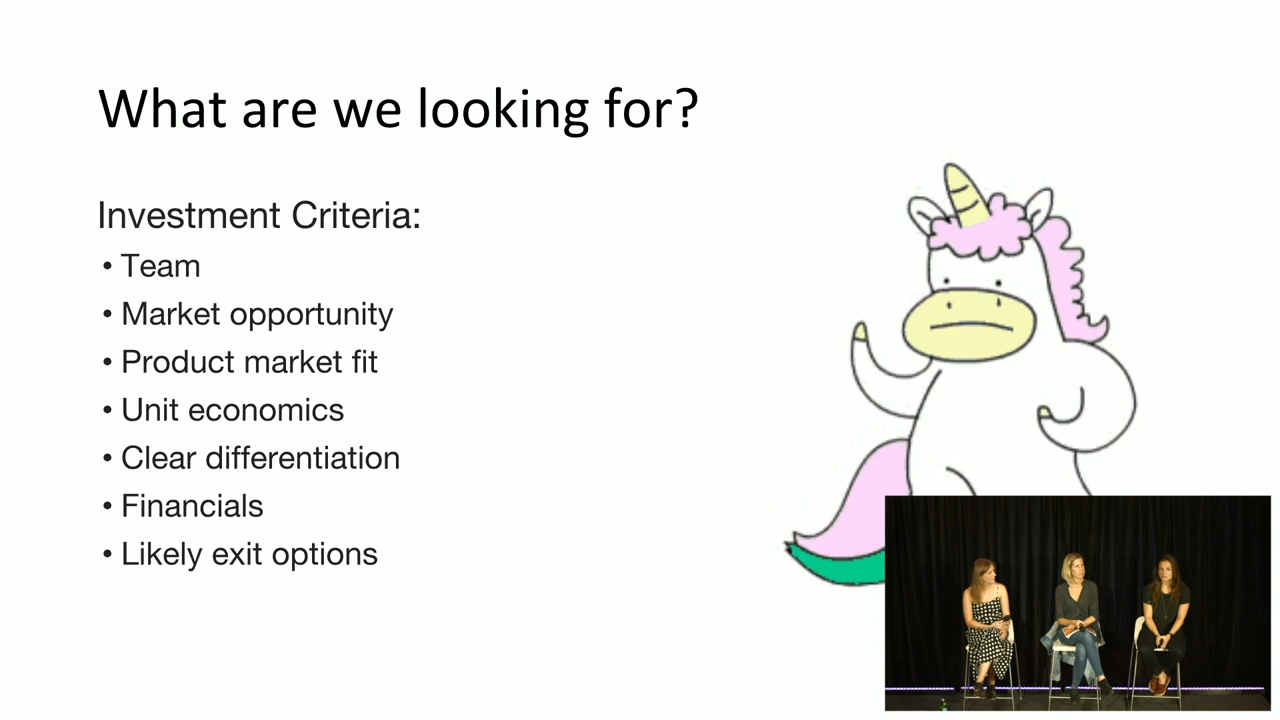 What are we looking for?
Investment Criteria:
• Team
• Market opportunity
• Product market fit
• Unit economics
• Clear differentiation
• Financials
• Likely exit options